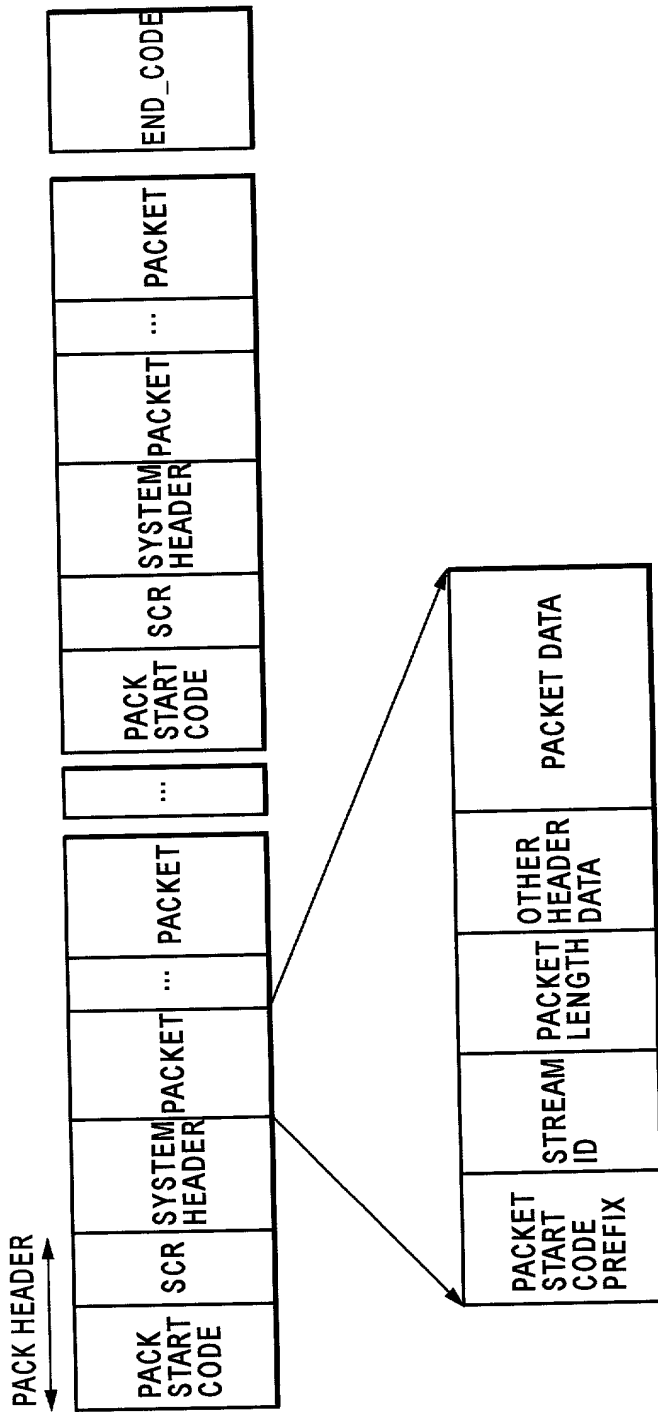 PACK HEADER
PACK
START
CODE
SCR
SYSTEM
HEADER
PACKET
...
PACKET
...
PACK
START
CODE
SCR
SYSTEM
HEADER
PACKET
...
PACKET
END_CODE
PACKET
START
CODE
PREFIX
STREAM
ID
PACKET
LENGTH
OTHER
HEADER
DATA
PACKET DATA